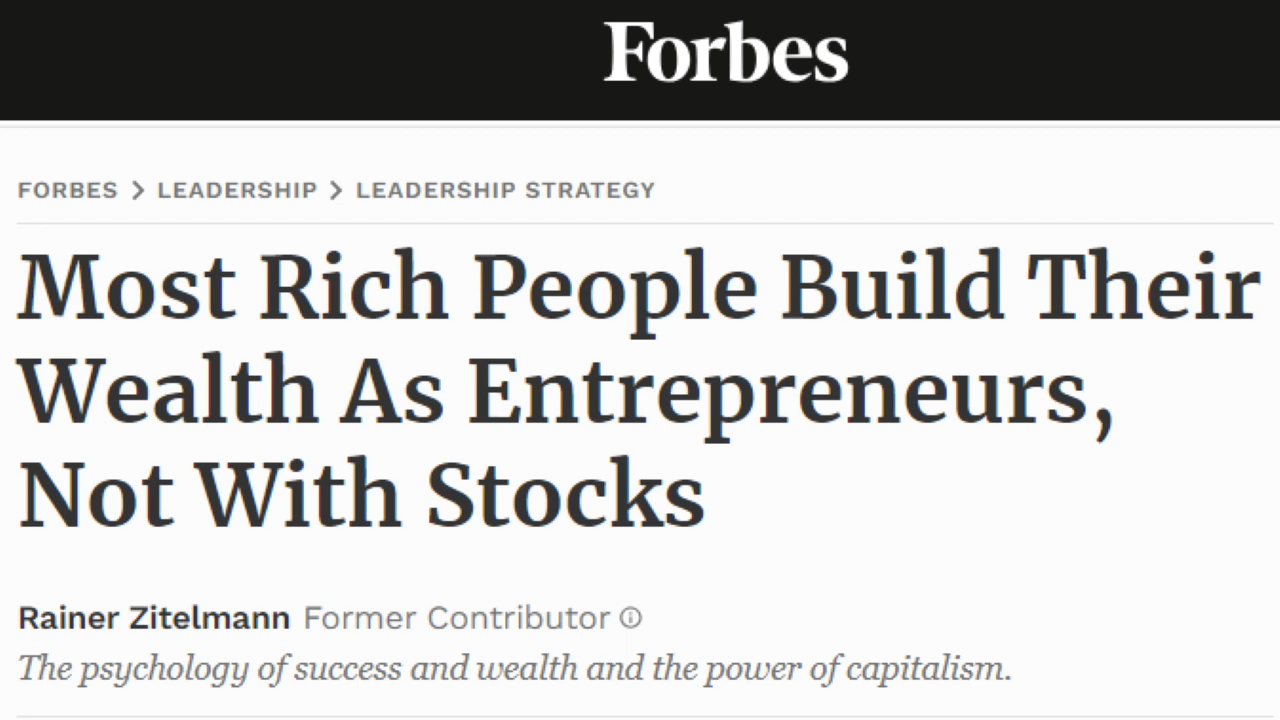 Forbes
FORBES > LEADERSHIP > LEADERSHIP STRATEGY
Most Rich People Build Their
Wealth As Entrepreneurs,
Not With Stocks
Rainer Zitelmann Former Contributor
The psychology of success and wealth and the power of capitalism.